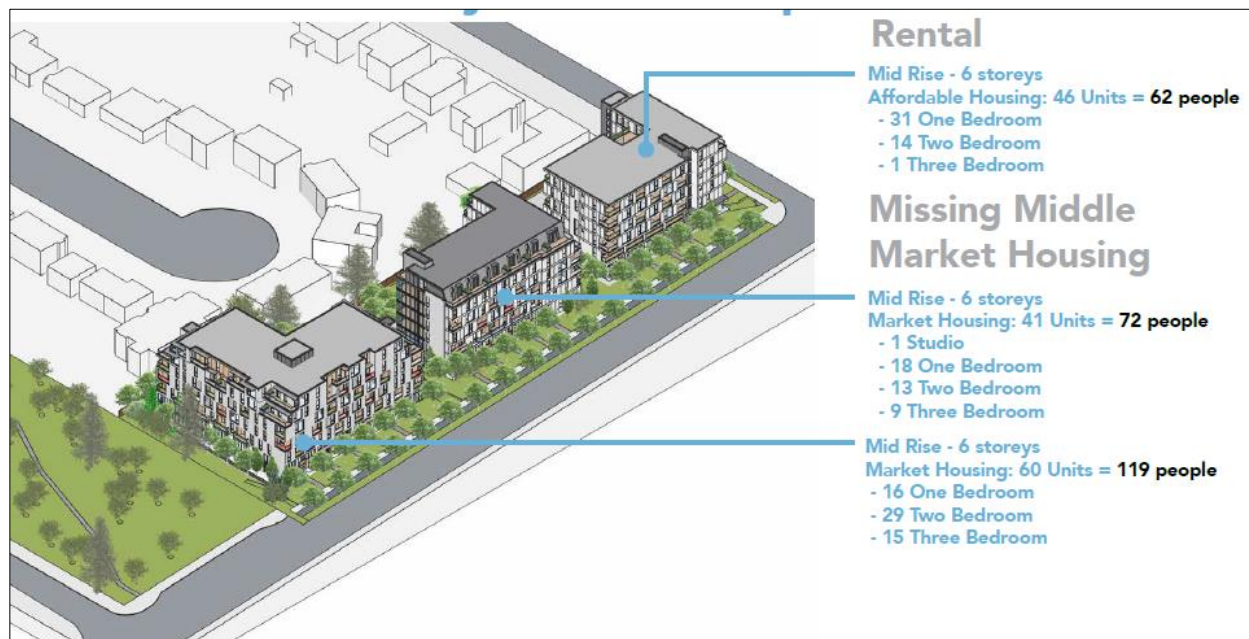 Rental
Mid Rise - 6 storeys
Affordable Housing: 46 Units = 62 people
- 31 One Bedroom
- 14 Two Bedroom
- 1 Three Bedroom
Missing Middle
Market Housing
Mid Rise - 6 storeys
Market Housing: 41 Units = 72 people
- 1 Studio
- 18 One Bedroom
- 13 Two Bedroom
- 9 Three Bedroom
Mid Rise - 6 storeys
Market Housing: 60 Units = 119 people
- 16 One Bedroom
- 29 Two Bedroom
- 15 Three Bedroom